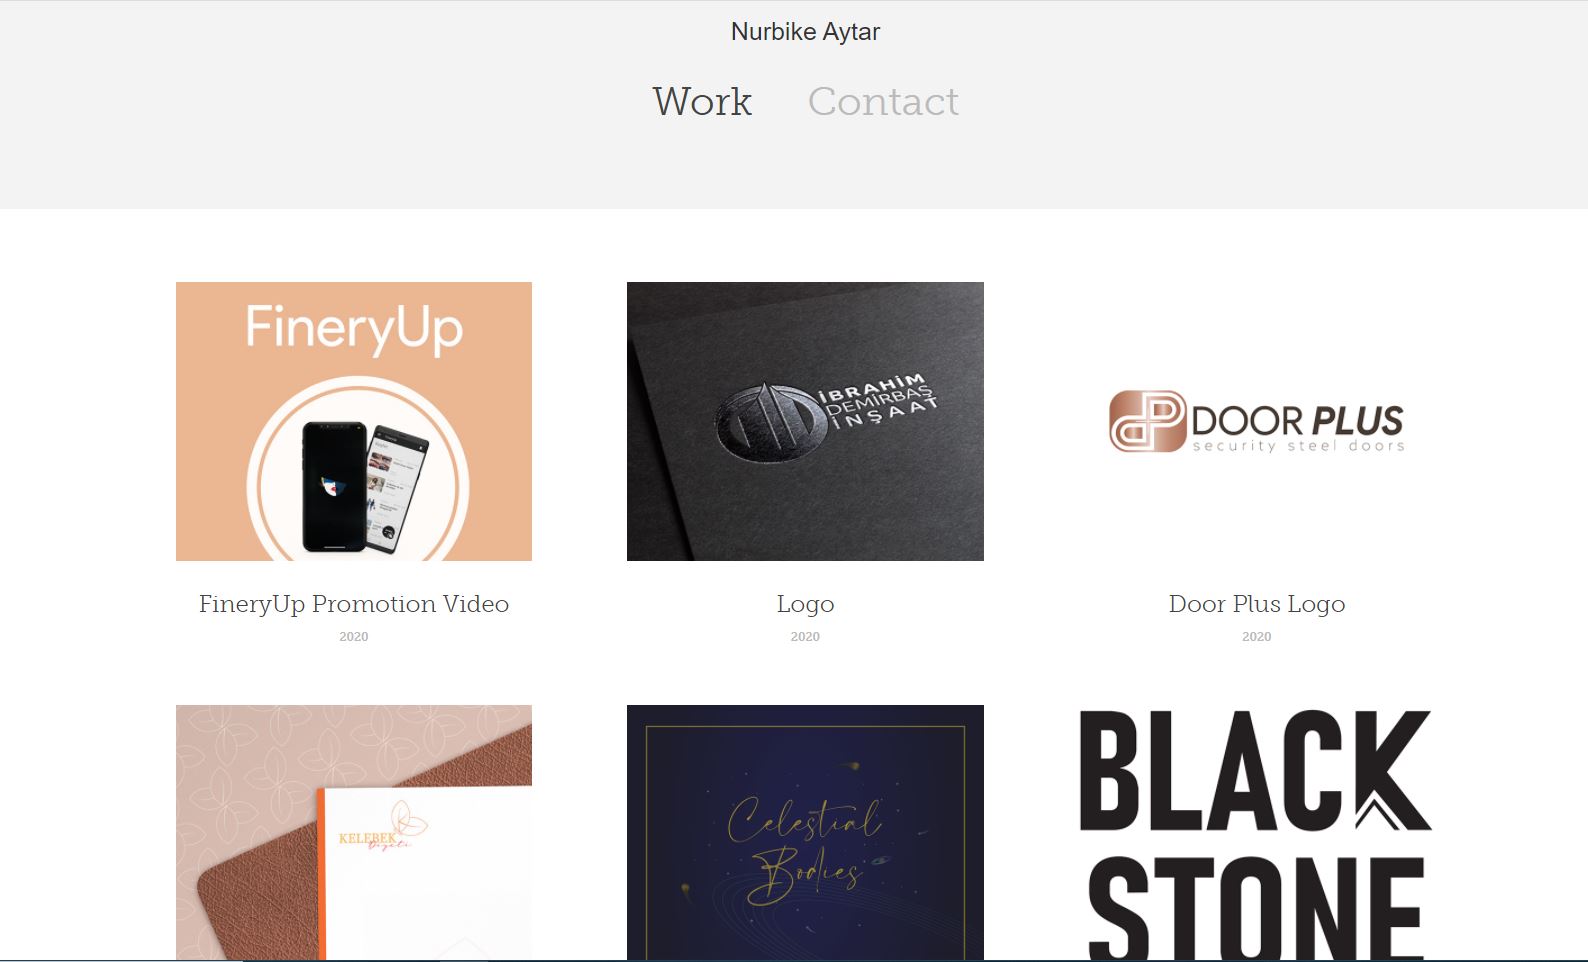 Nurbike Aytar
Work Contact
FineryUp
İBRAHİM
DEMİRBAŞ
İNŞAAT
DOOR PLUS
security steel doors
FineryUp Promotion Video
2020
Logo
2020
Door Plus Logo
2020
KELEBEK
Celestial
Bodies
BLACK
STONE